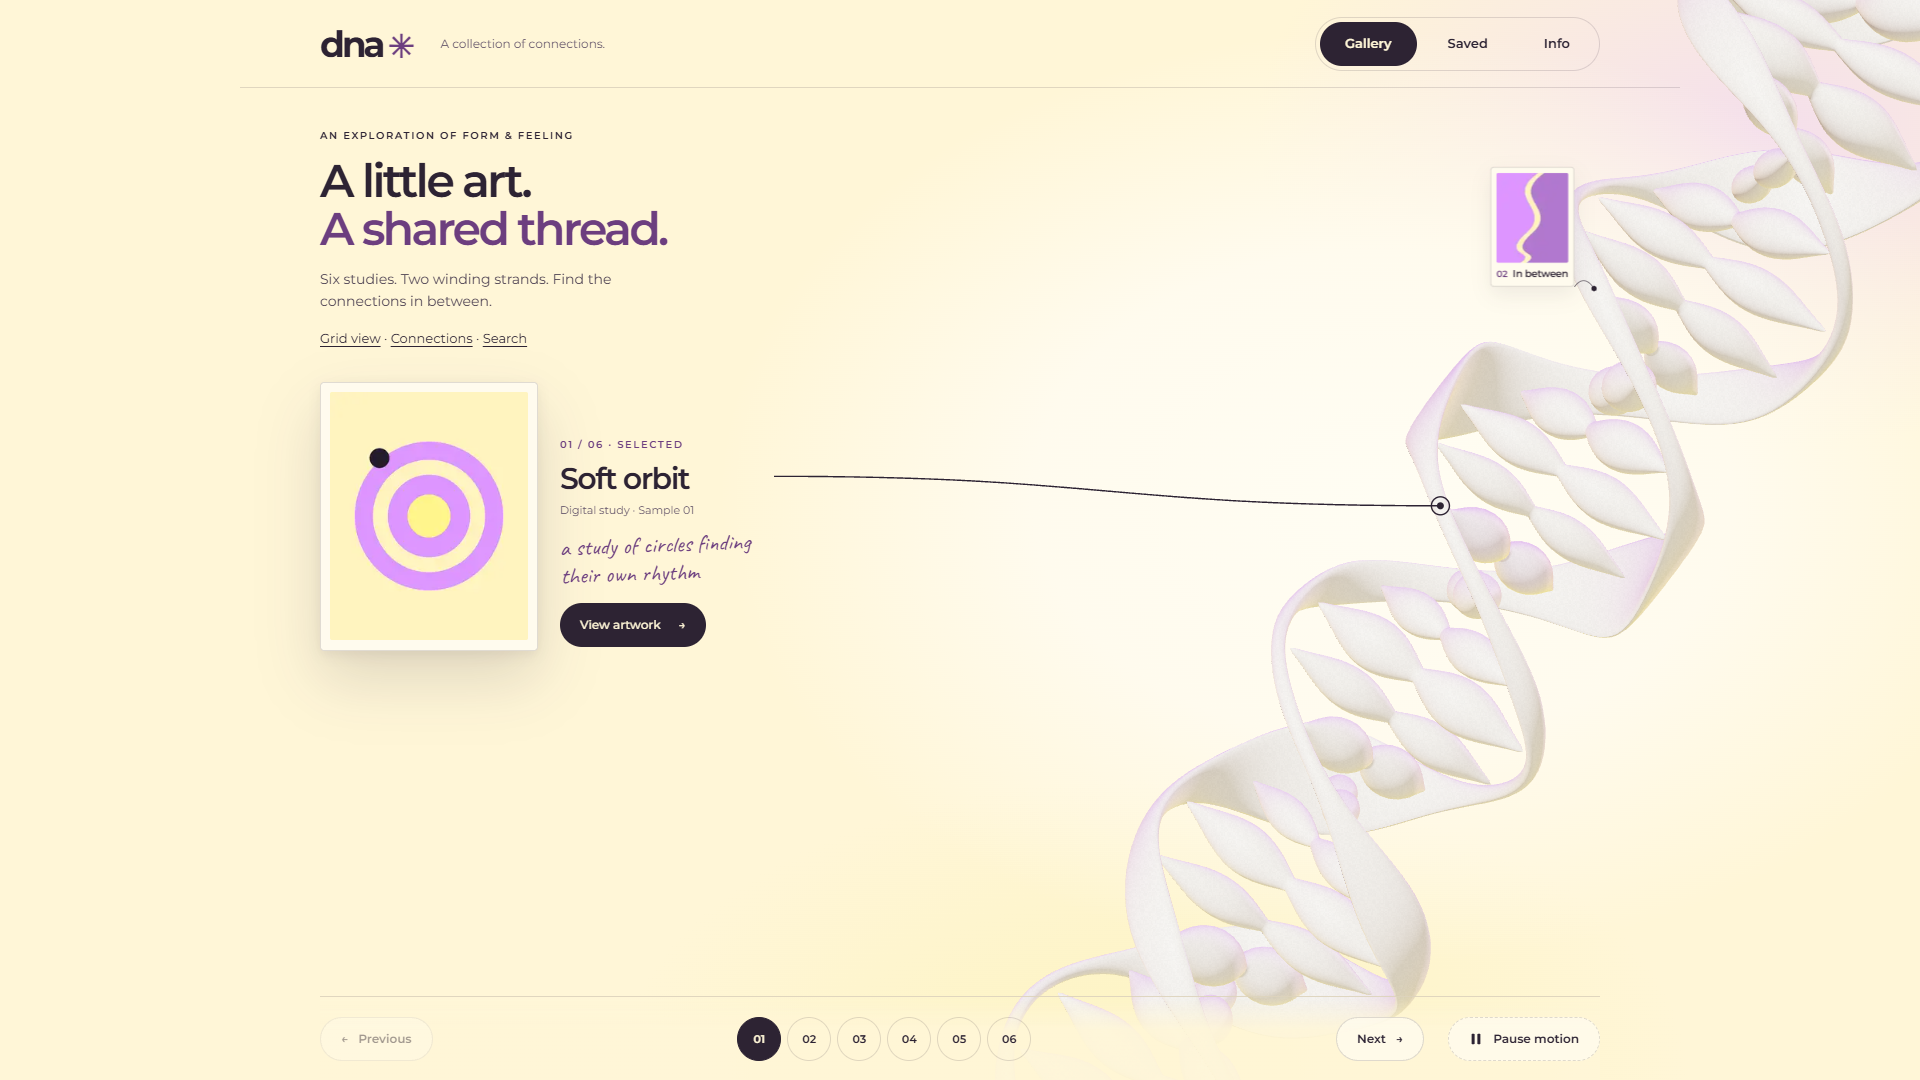 dna
A collection of connections.
Gallery
Saved
Info
AN EXPLORATION OF FORM & FEELING
A little art.
A shared thread.
Six studies. Two winding strands. Find the
connections in between.
Grid view · Connections · Search
02 In between
01 / 06 · SELECTED
Soft orbit
Digital study · Sample 01
a study of circles finding
their own rhythm
View artwork →
← Previous
01
02
03
04
05
06
Next →
Pause motion